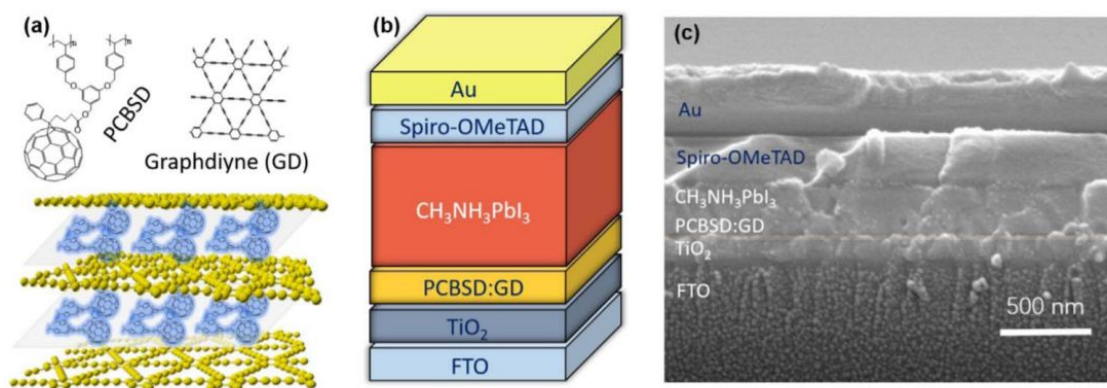 (a)
PCBSD
Graphdiyne (GD)
(b)
Au
Spiro-OMeTAD
CH₃NH₃PbI₃
PCBSD:GD
TiO₂
FTO
(c)
Au
Spiro-OMeTAD
CH₃NH₃PbI₃
PCBSD:GD
TiO₂
FTO
500 nm